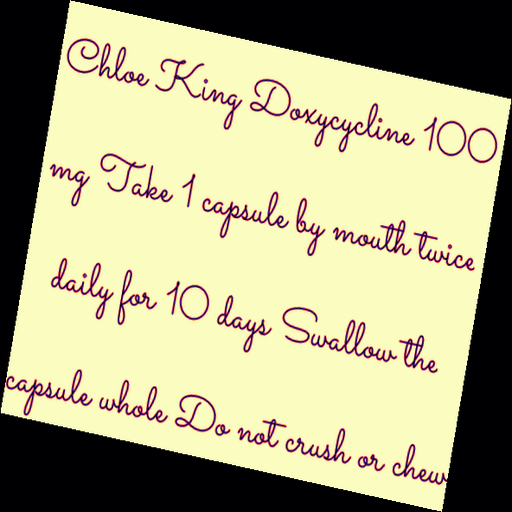 Chloe King Doxycycline 100
mg Take 1 capsule by mouth twice
daily for 10 days Swallow the
capsule whole Do not crush or chew